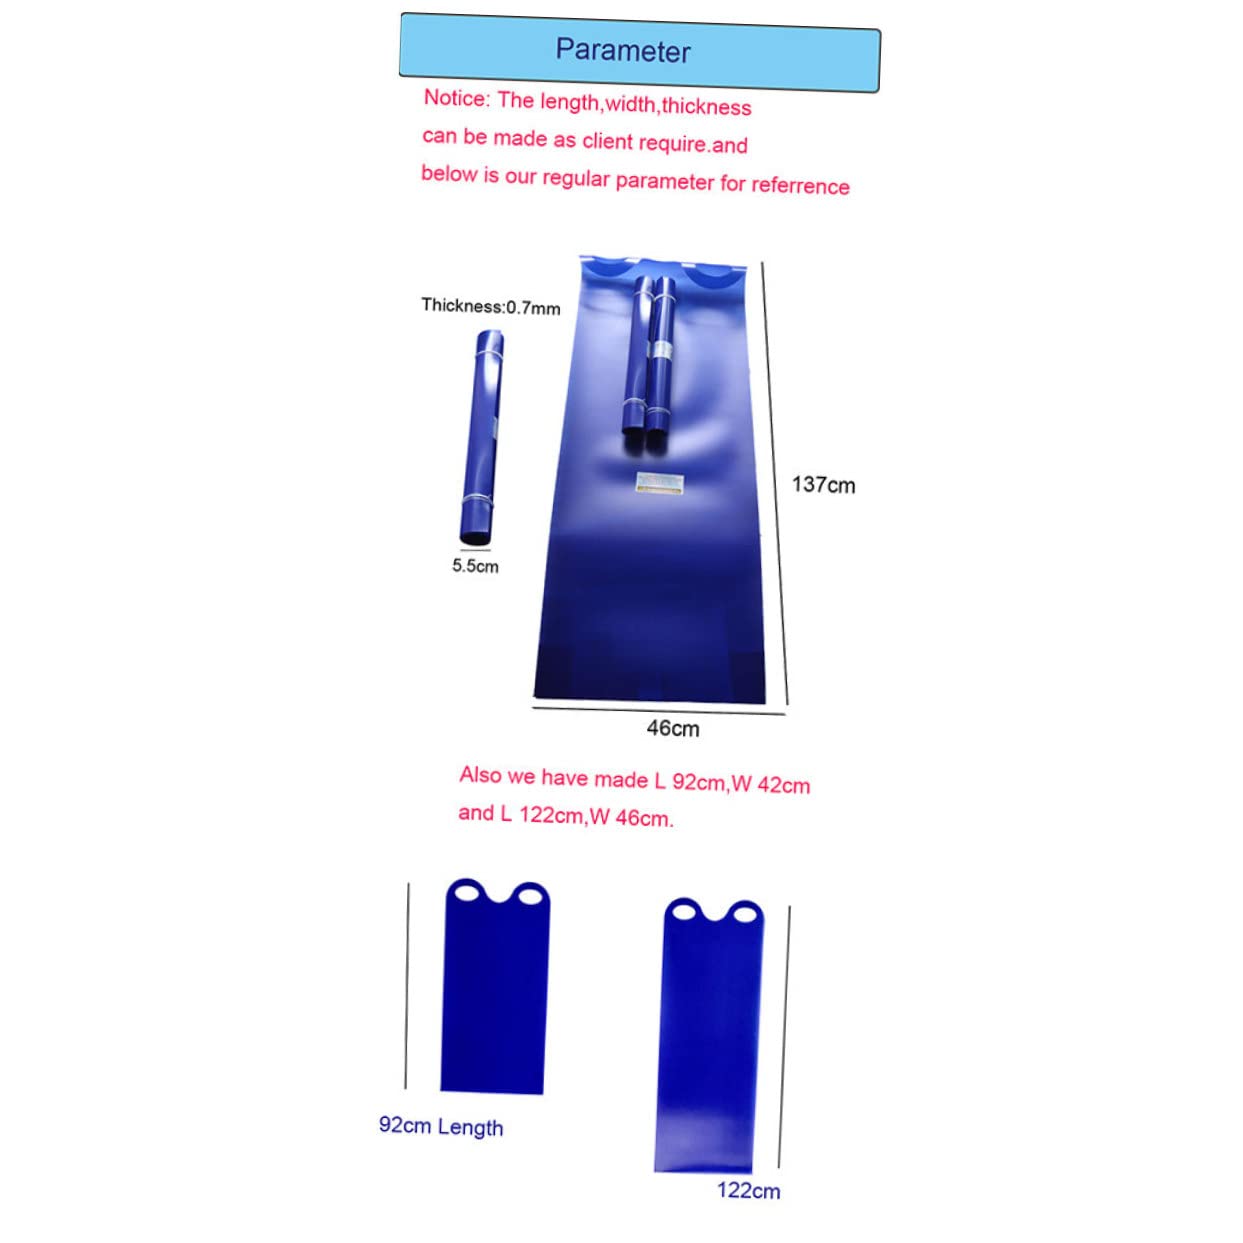 Parameter
Notice: The length,width,thickness
can be made as client require.and
below is our regular parameter for referrence
Thickness:0.7mm
5.5cm
137cm
46cm
Also we have made L 92cm,W 42cm
and L 122cm,W 46cm.
92cm Length
122cm